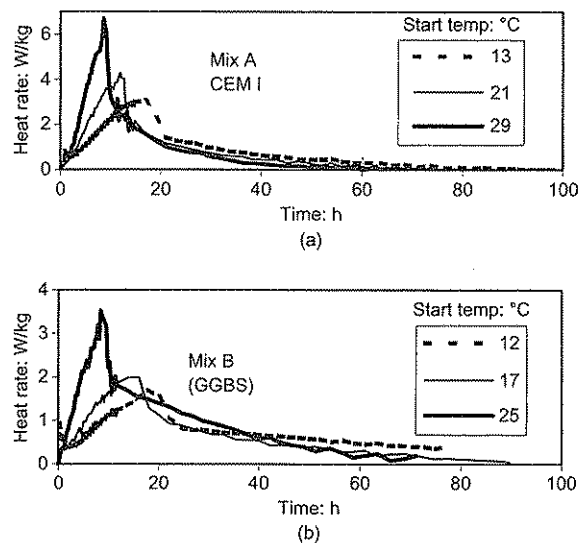 Heat rate: W/kg
6
4
2
0
Mix A
CEM I
Start temp: °C
13
21
29
0 20 40 60 80 100
Time: h
(a)
Heat rate: W/kg
4
3
2
1
0
Mix B
(GGBS)
Start temp: °C
12
17
25
0 20 40 60 80 100
Time: h
(b)